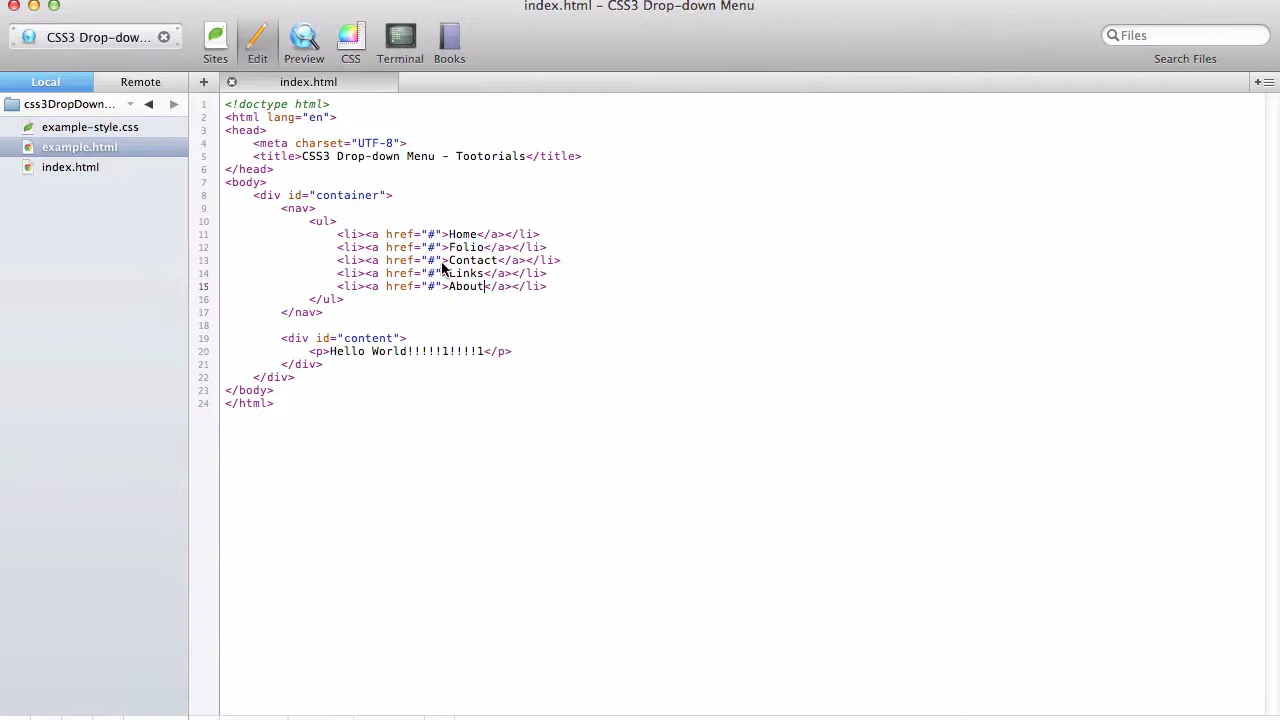 index.html – CSS3 Drop-down Menu
CSS3 Drop-dow...
Sites
Edit
Preview
CSS
Terminal
Books
Files
Search Files
Local
Remote
index.html
css3DropDown...
example-style.css
example.html
index.html
1 <!doctype html>
2 <html lang="en">
3 <head>
4 <meta charset="UTF-8">
5 <title>CSS3 Drop-down Menu - Tootorials</title>
6 </head>
7 <body>
8 <div id="container">
9 <nav>
10 <ul>
11 <li><a href="#">Home</a></li>
12 <li><a href="#">Folio</a></li>
13 <li><a href="#">Contact</a></li>
14 <li><a href="#">Links</a></li>
15 <li><a href="#">About</a></li>
16 </ul>
17 </nav>
18
19 <div id="content">
20 <p>Hello World!!!!!1!!!!1</p>
21 </div>
22 </div>
23 </body>
24 </html>